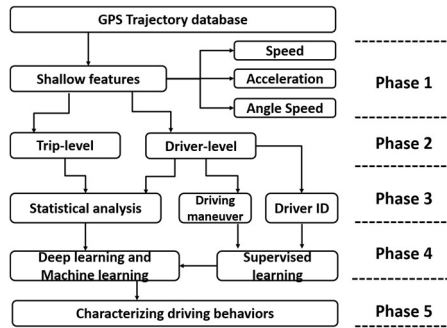 GPS Trajectory database
Speed
Shallow features
Acceleration
Phase 1
Angle Speed
Trip-level
Driver-level
Phase 2
Statistical analysis
Driving
maneuver
Driver ID
Phase 3
Deep learning and
Machine learning
Supervised
learning
Phase 4
Characterizing driving behaviors
Phase 5